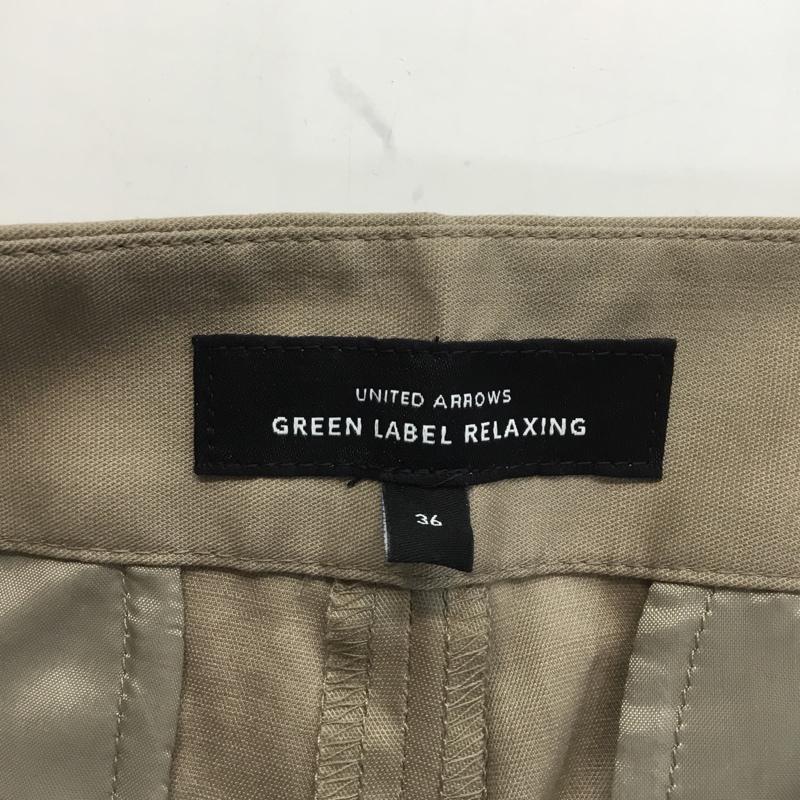 UNITED ARROWS
GREEN LABEL RELAXING
36